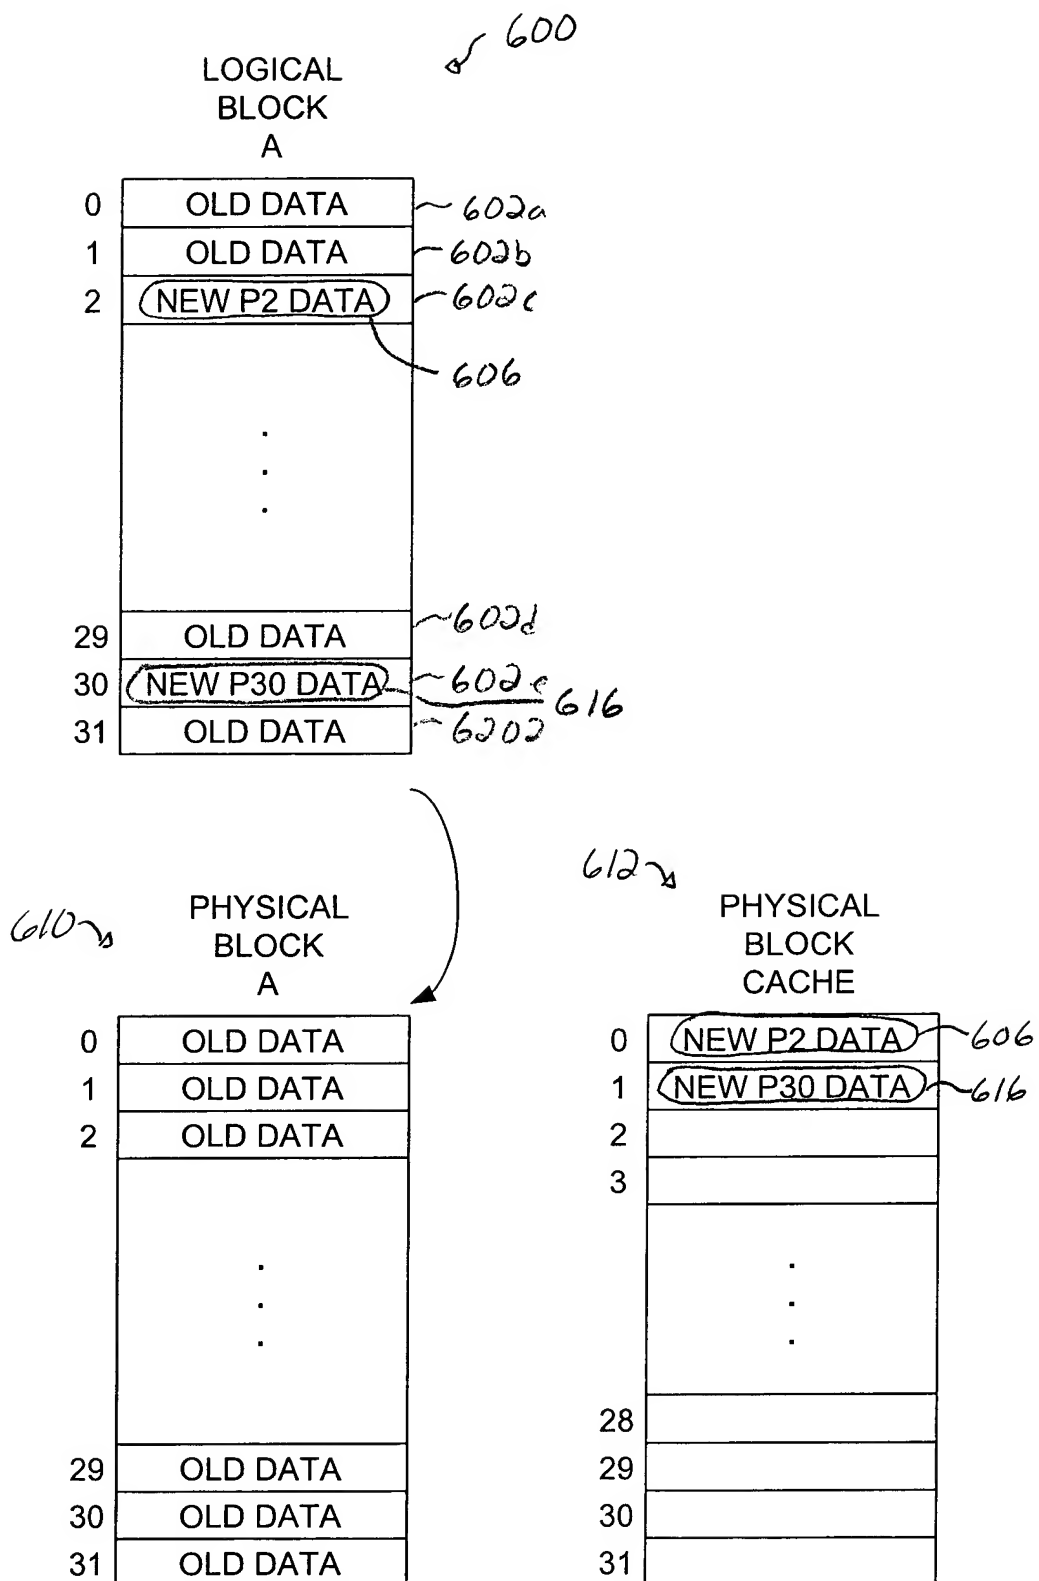 600
LOGICAL
BLOCK
A
0 OLD DATA 602a
1 OLD DATA 602b
2 NEW P2 DATA 602c
606
29 OLD DATA 602d
30 NEW P30 DATA 602e
616
31 OLD DATA 6202
610
PHYSICAL
BLOCK
A
0 OLD DATA
1 OLD DATA
2 OLD DATA
29 OLD DATA
30 OLD DATA
31 OLD DATA
612
PHYSICAL
BLOCK
CACHE
0 NEW P2 DATA 606
1 NEW P30 DATA 616
2
3
28
29
30
31